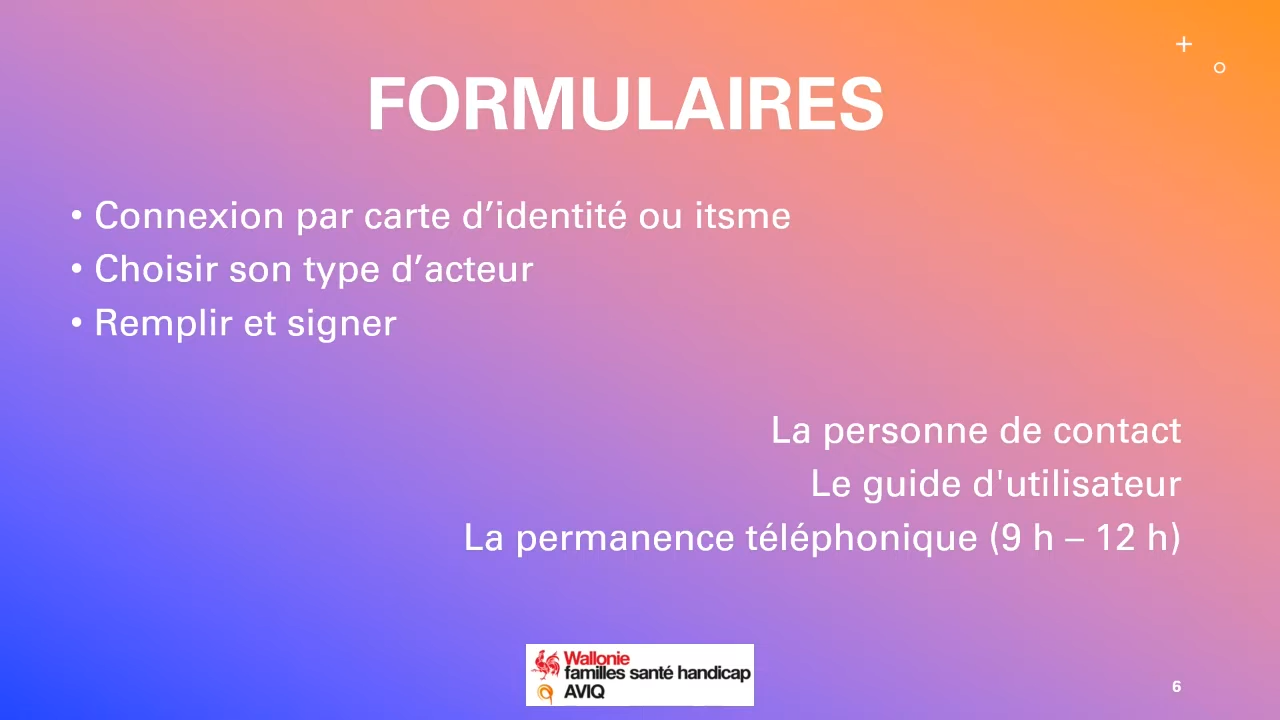 FORMULAIRES
• Connexion par carte d’identité ou itsme
• Choisir son type d’acteur
• Remplir et signer
La personne de contact
Le guide d'utilisateur
La permanence téléphonique (9 h – 12 h)
Wallonie
familles santé handicap
AVIQ
6